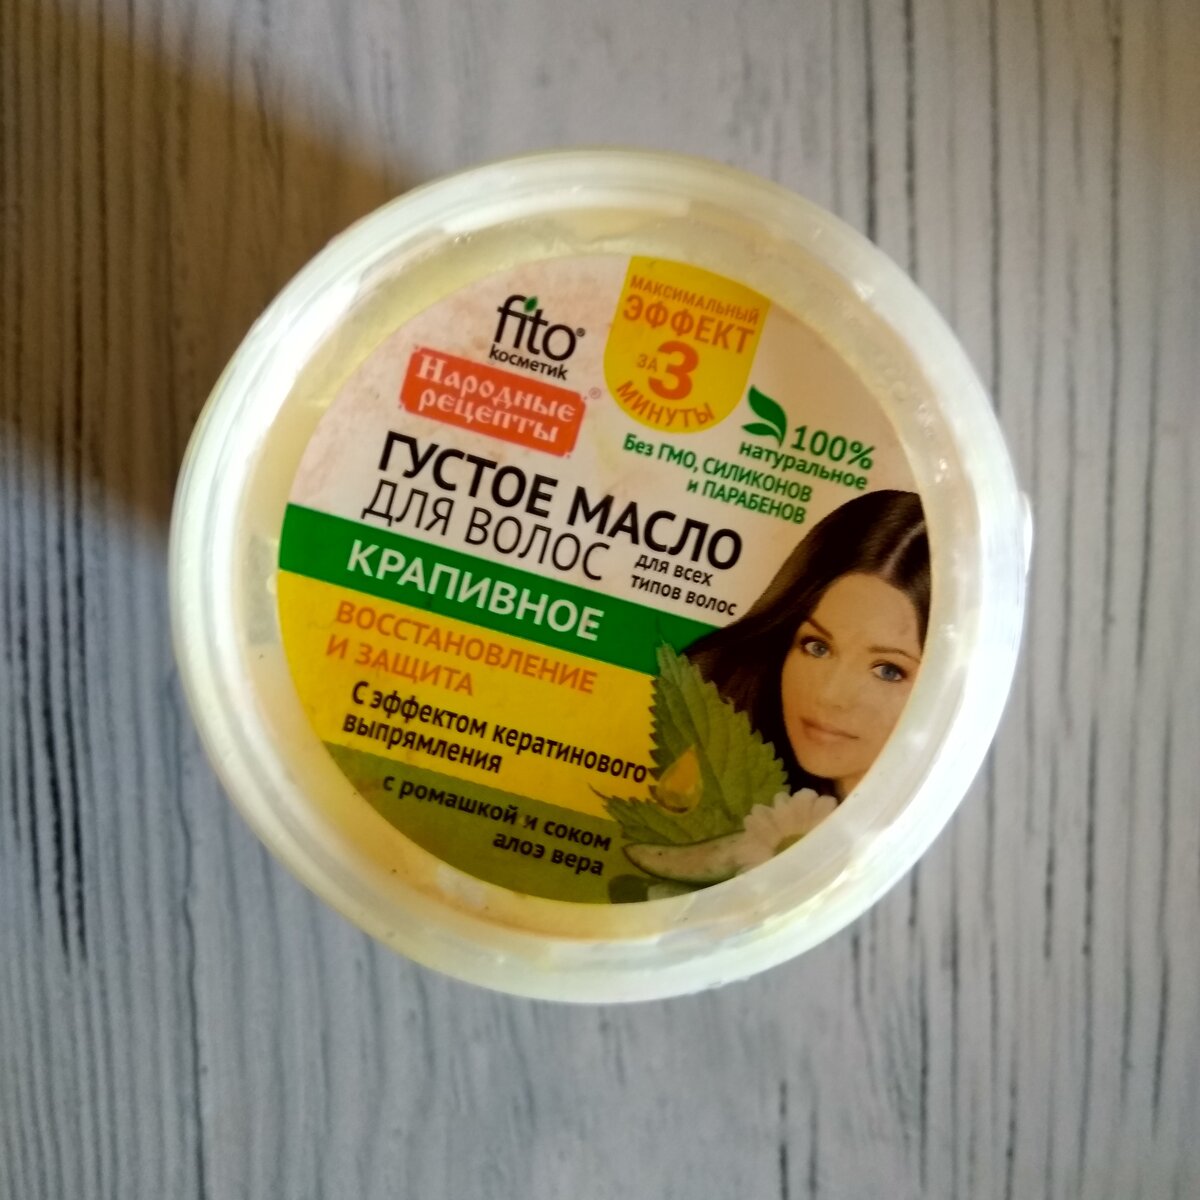 fito®
косметик
Народные
рецепты®
МАКСИМАЛЬНЫЙ
ЭФФЕКТ
ЗА 3
МИНУТЫ
100%
натуральное
Без ГМО, СИЛИКОНОВ
и ПАРАБЕНОВ
ГУСТОЕ МАСЛО
ДЛЯ ВОЛОС
для всех
типов волос
КРАПИВНОЕ
ВОССТАНОВЛЕНИЕ
И ЗАЩИТА
С эффектом кератинового
выпрямления
с ромашкой и соком
алоэ вера